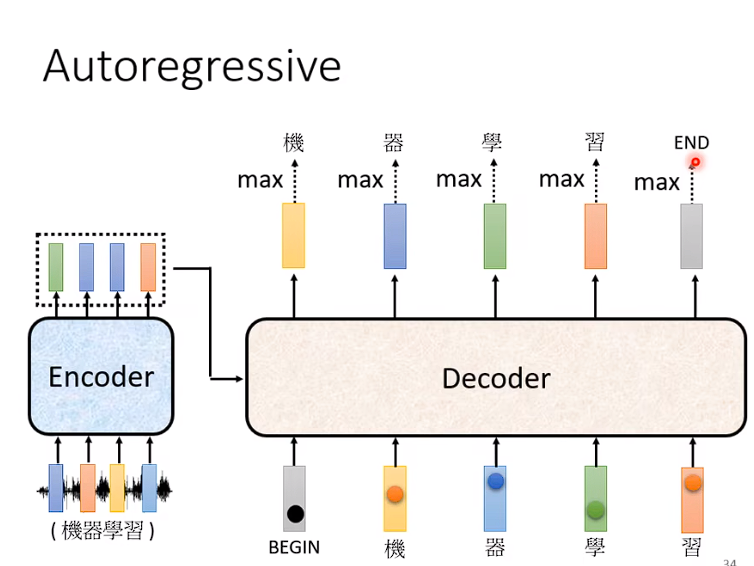 Autoregressive
機 器 學 習 END
max max max max max
Encoder
Decoder
(機器學習)
BEGIN 機 器 學 習
34